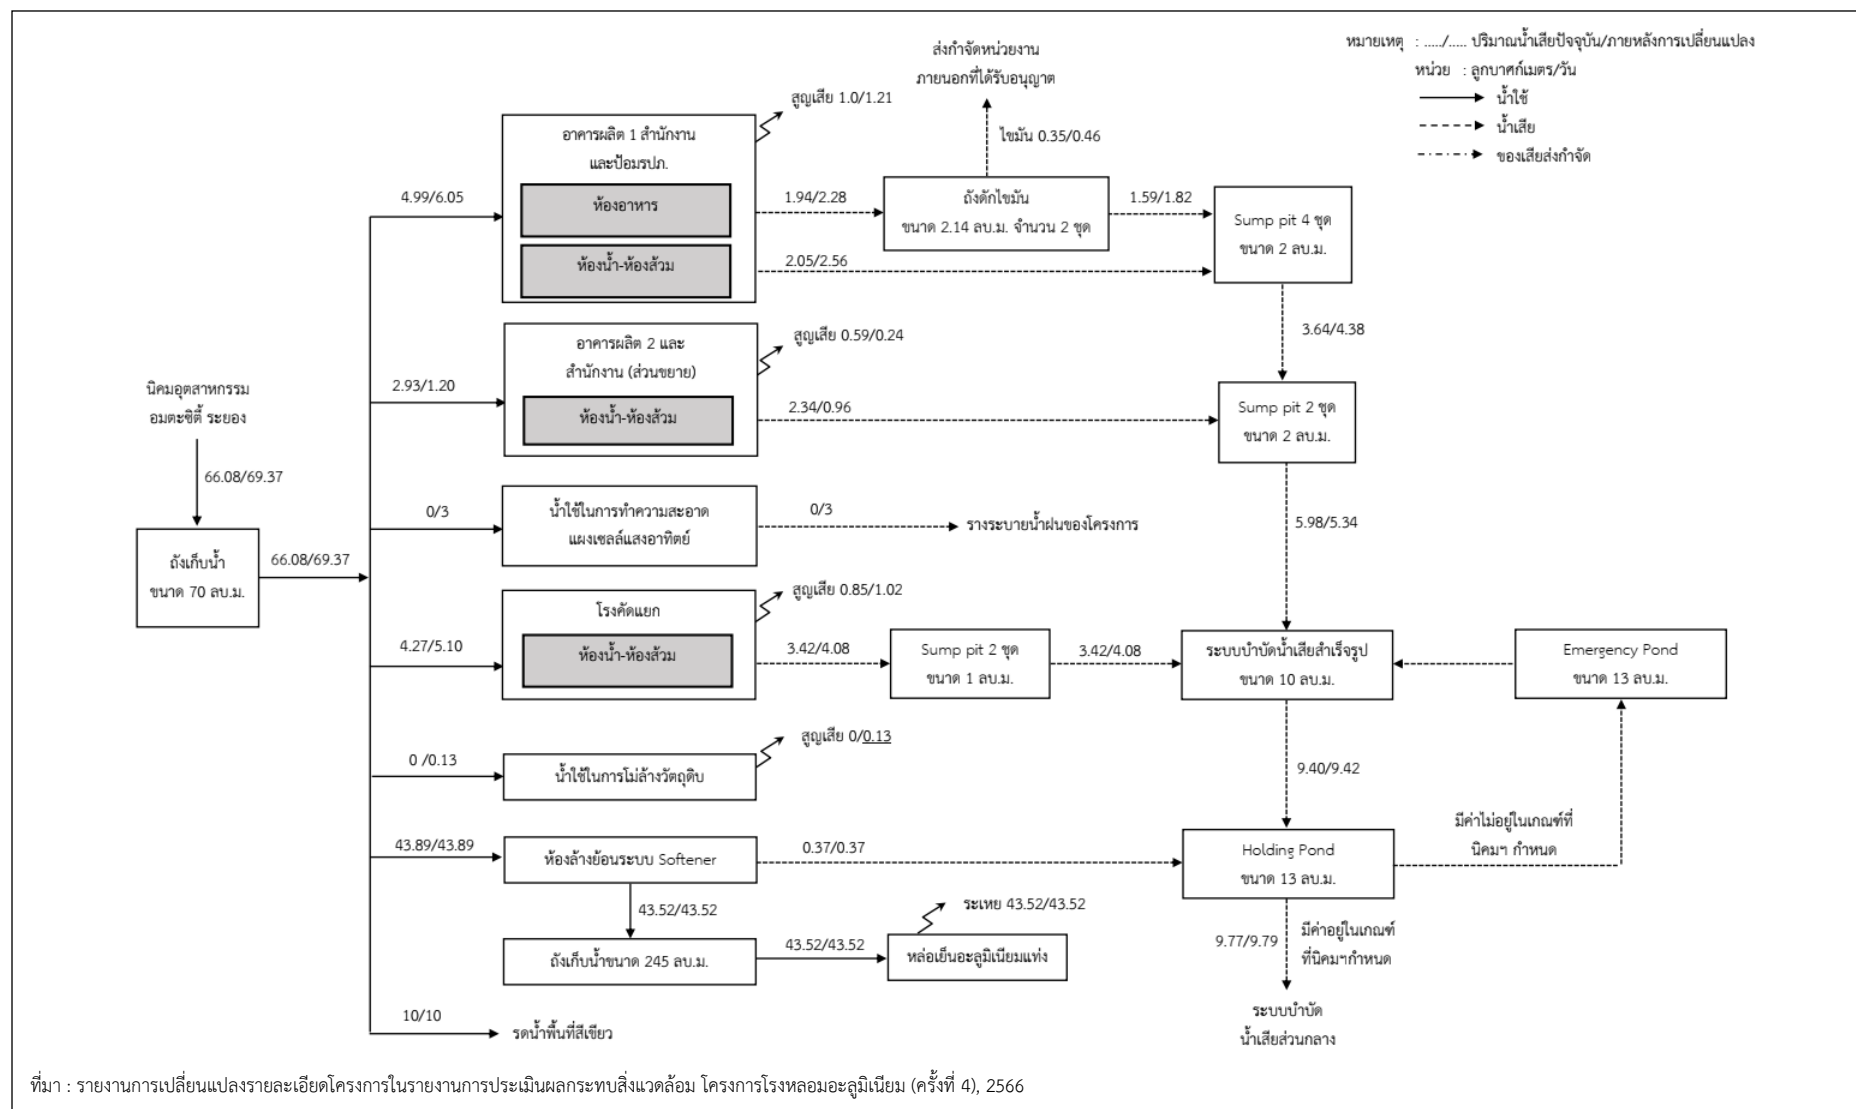 หมายเหตุ : ...../..... ปริมาณน้ำเสียปัจจุบัน/ภายหลังการเปลี่ยนแปลง
หน่วย : ลูกบาศก์เมตร/วัน
น้ำใช้
น้ำเสีย
ของเสียส่งกำจัด
ส่งกำจัดหน่วยงาน
ภายนอกที่ได้รับอนุญาต
ไขมัน 0.35/0.46
สูญเสีย 1.0/1.21
อาคารผลิต 1 สำนักงาน
และป้อมรปภ.
4.99/6.05
ห้องอาหาร
1.94/2.28
ถังดักไขมัน
ขนาด 2.14 ลบ.ม. จำนวน 2 ชุด
1.59/1.82
Sump pit 4 ชุด
ขนาด 2 ลบ.ม.
ห้องน้ำ-ห้องส้วม
2.05/2.56
3.64/4.38
สูญเสีย 0.59/0.24
อาคารผลิต 2 และ
สำนักงาน (ส่วนขยาย)
2.93/1.20
ห้องน้ำ-ห้องส้วม
2.34/0.96
Sump pit 2 ชุด
ขนาด 2 ลบ.ม.
นิคมอุตสาหกรรม
อมตะซิตี้ ระยอง
66.08/69.37
ถังเก็บน้ำ
ขนาด 70 ลบ.ม.
66.08/69.37
0/3
น้ำใช้ในการทำความสะอาด
แผงเซลล์แสงอาทิตย์
0/3
รางระบายน้ำฝนของโครงการ
5.98/5.34
สูญเสีย 0.85/1.02
โรงคัดแยก
4.27/5.10
ห้องน้ำ-ห้องส้วม
3.42/4.08
Sump pit 2 ชุด
ขนาด 1 ลบ.ม.
3.42/4.08
ระบบบำบัดน้ำเสียสำเร็จรูป
ขนาด 10 ลบ.ม.
Emergency Pond
ขนาด 13 ลบ.ม.
สูญเสีย 0/0.13
0 /0.13
น้ำใช้ในการโม่ล้างวัตถุดิบ
9.40/9.42
มีค่าไม่อยู่ในเกณฑ์ที่
นิคมฯ กำหนด
43.89/43.89
ห้องล้างย้อนระบบ Softener
0.37/0.37
Holding Pond
ขนาด 13 ลบ.ม.
43.52/43.52
ระเหย 43.52/43.52
ถังเก็บน้ำขนาด 245 ลบ.ม.
43.52/43.52
หล่อเย็นอะลูมิเนียมแท่ง
9.77/9.79
มีค่าอยู่ในเกณฑ์
ที่นิคมฯกำหนด
ระบบบำบัด
น้ำเสียส่วนกลาง
10/10
รดน้ำพื้นที่สีเขียว
ที่มา : รายงานการเปลี่ยนแปลงรายละเอียดโครงการในรายงานการประเมินผลกระทบสิ่งแวดล้อม โครงการโรงหลอมอะลูมิเนียม (ครั้งที่ 4), 2566